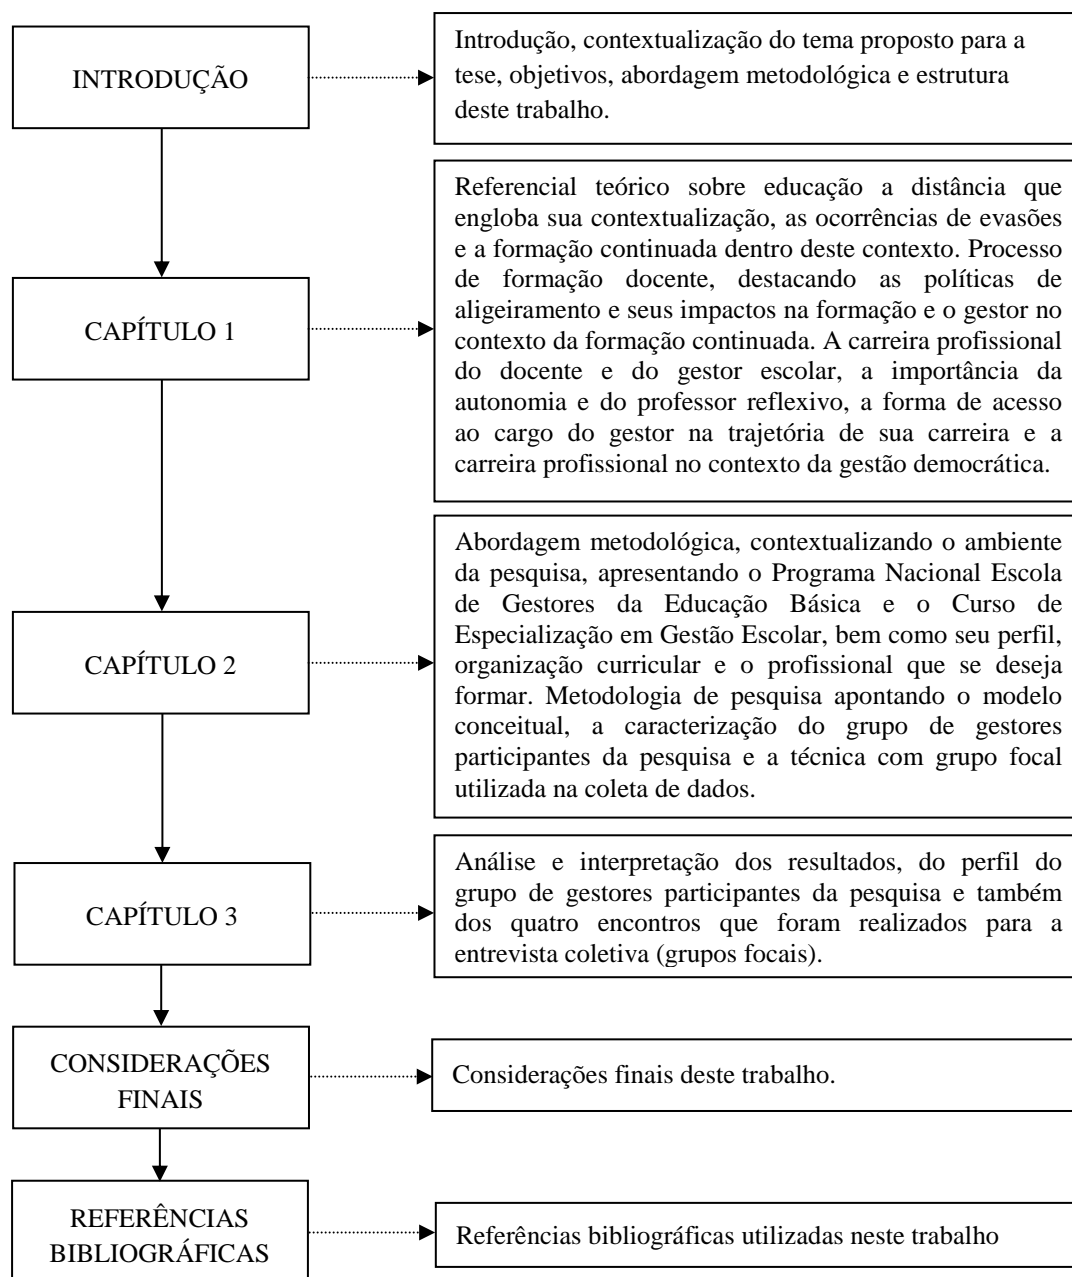 INTRODUÇÃO
Introdução, contextualização do tema proposto para a
tese, objetivos, abordagem metodológica e estrutura
deste trabalho.
CAPÍTULO 1
Referencial teórico sobre educação a distância que
engloba sua contextualização, as ocorrências de evasões
e a formação continuada dentro deste contexto. Processo
de formação docente, destacando as políticas de
aligeiramento e seus impactos na formação e o gestor no
contexto da formação continuada. A carreira profissional
do docente e do gestor escolar, a importância da
autonomia e do professor reflexivo, a forma de acesso
ao cargo do gestor na trajetória de sua carreira e a
carreira profissional no contexto da gestão democrática.
CAPÍTULO 2
Abordagem metodológica, contextualizando o ambiente
da pesquisa, apresentando o Programa Nacional Escola
de Gestores da Educação Básica e o Curso de
Especialização em Gestão Escolar, bem como seu perfil,
organização curricular e o profissional que se deseja
formar. Metodologia de pesquisa apontando o modelo
conceitual, a caracterização do grupo de gestores
participantes da pesquisa e a técnica com grupo focal
utilizada na coleta de dados.
CAPÍTULO 3
Análise e interpretação dos resultados, do perfil do
grupo de gestores participantes da pesquisa e também
dos quatro encontros que foram realizados para a
entrevista coletiva (grupos focais).
CONSIDERAÇÕES
FINAIS
Considerações finais deste trabalho.
REFERÊNCIAS
BIBLIOGRÁFICAS
Referências bibliográficas utilizadas neste trabalho